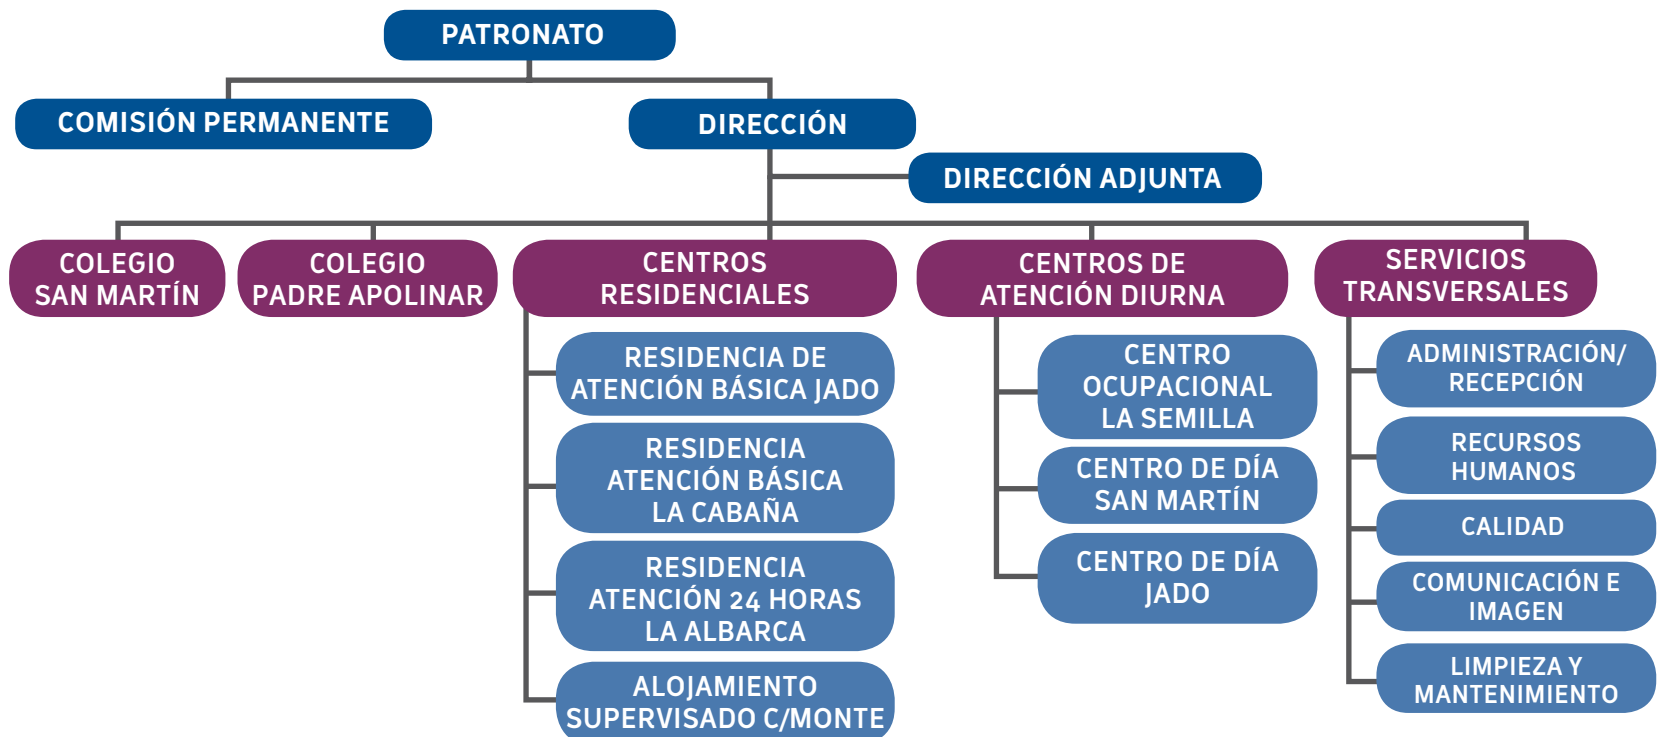 PATRONATO
COMISIÓN PERMANENTE
DIRECCIÓN
DIRECCIÓN ADJUNTA
COLEGIO
SAN MARTÍN
COLEGIO
PADRE APOLINAR
CENTROS
RESIDENCIALES
RESIDENCIA DE
ATENCIÓN BÁSICA JADO
RESIDENCIA
ATENCIÓN BÁSICA
LA CABAÑA
RESIDENCIA
ATENCIÓN 24 HORAS
LA ALBARCA
ALOJAMIENTO
SUPERVISADO C/MONTE
CENTROS DE
ATENCIÓN DIURNA
CENTRO
OCUPACIONAL
LA SEMILLA
CENTRO DE DÍA
SAN MARTÍN
CENTRO DE DÍA
JADO
SERVICIOS
TRANSVERSALES
ADMINISTRACIÓN/
RECEPCIÓN
RECURSOS
HUMANOS
CALIDAD
COMUNICACIÓN E
IMAGEN
LIMPIEZA Y
MANTENIMIENTO